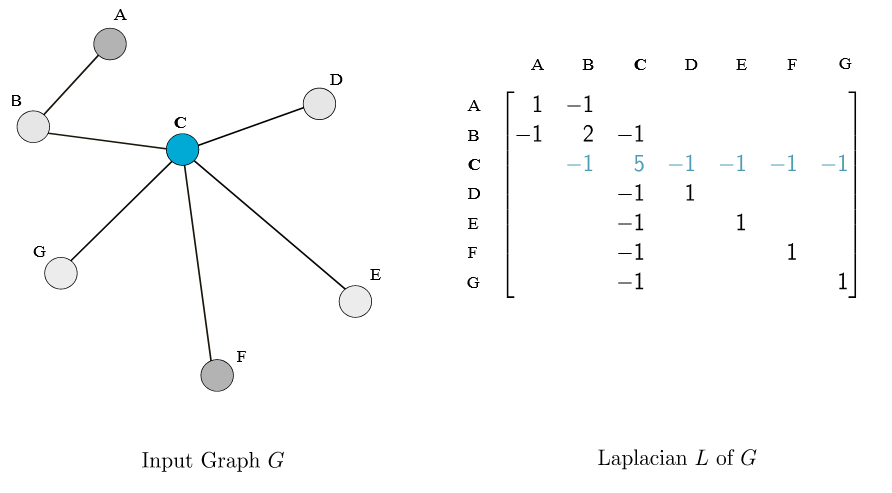 A
B
C
D
G
E
F
Input Graph G
A B C D E F G
A 1 −1
B −1 2 −1
C −1 5 −1 −1 −1 −1
D −1 1
E −1 1
F −1 1
G −1 1
Laplacian L of G